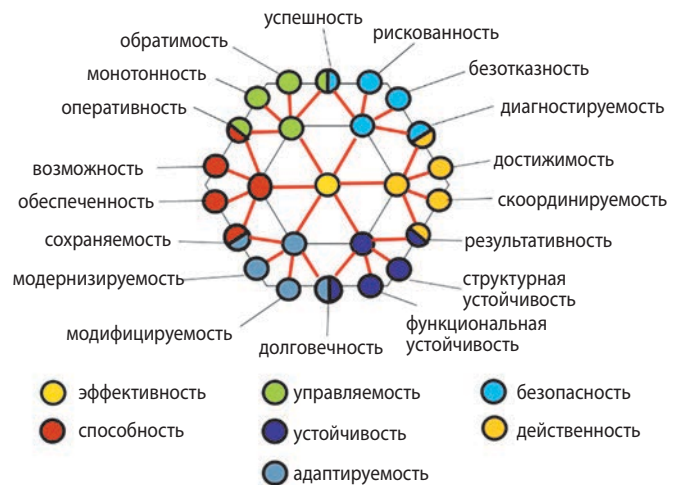 успешность
обратимость
рискованность
монотонность
безотказность
оперативность
диагностируемость
возможность
достижимость
обеспеченность
скоординируемость
сохраняемость
результативность
модернизируемость
структурная
устойчивость
модифицируемость
функциональная
устойчивость
долговечность
эффективность
управляемость
безопасность
способность
устойчивость
действенность
адаптируемость